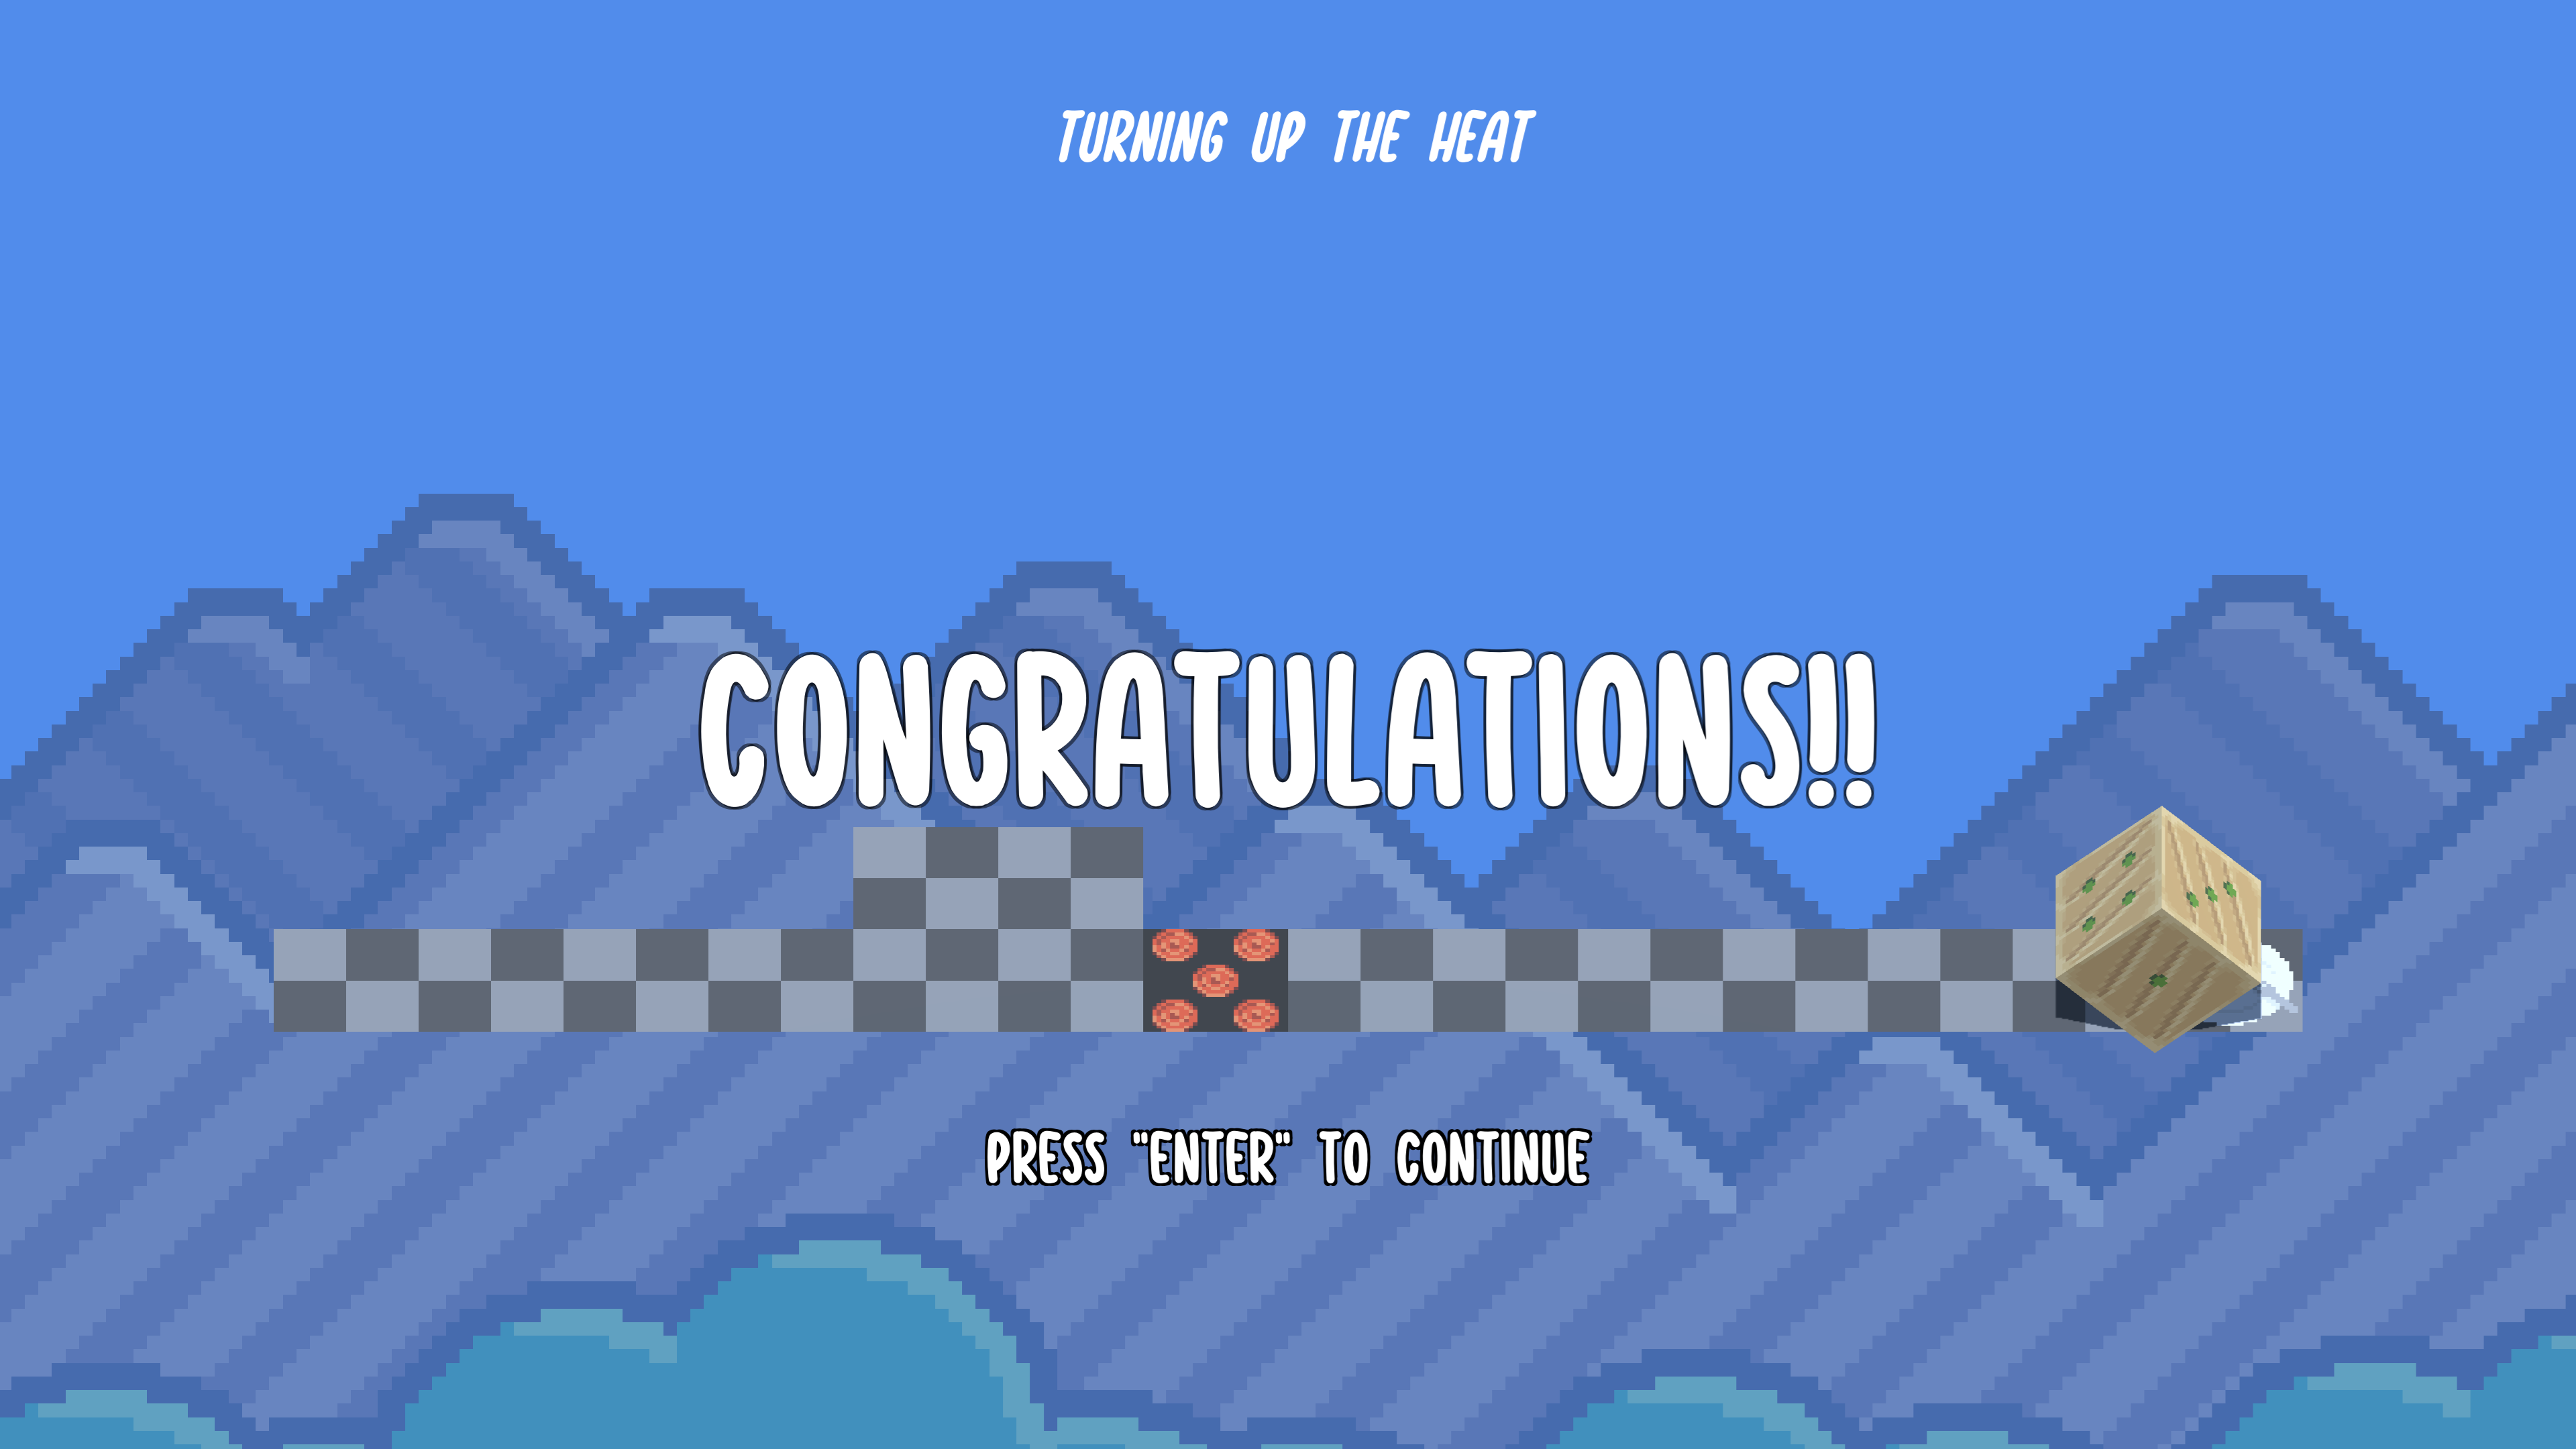 TURNING UP THE HEAT
CONGRATULATIONS!!
PRESS "ENTER" TO CONTINUE